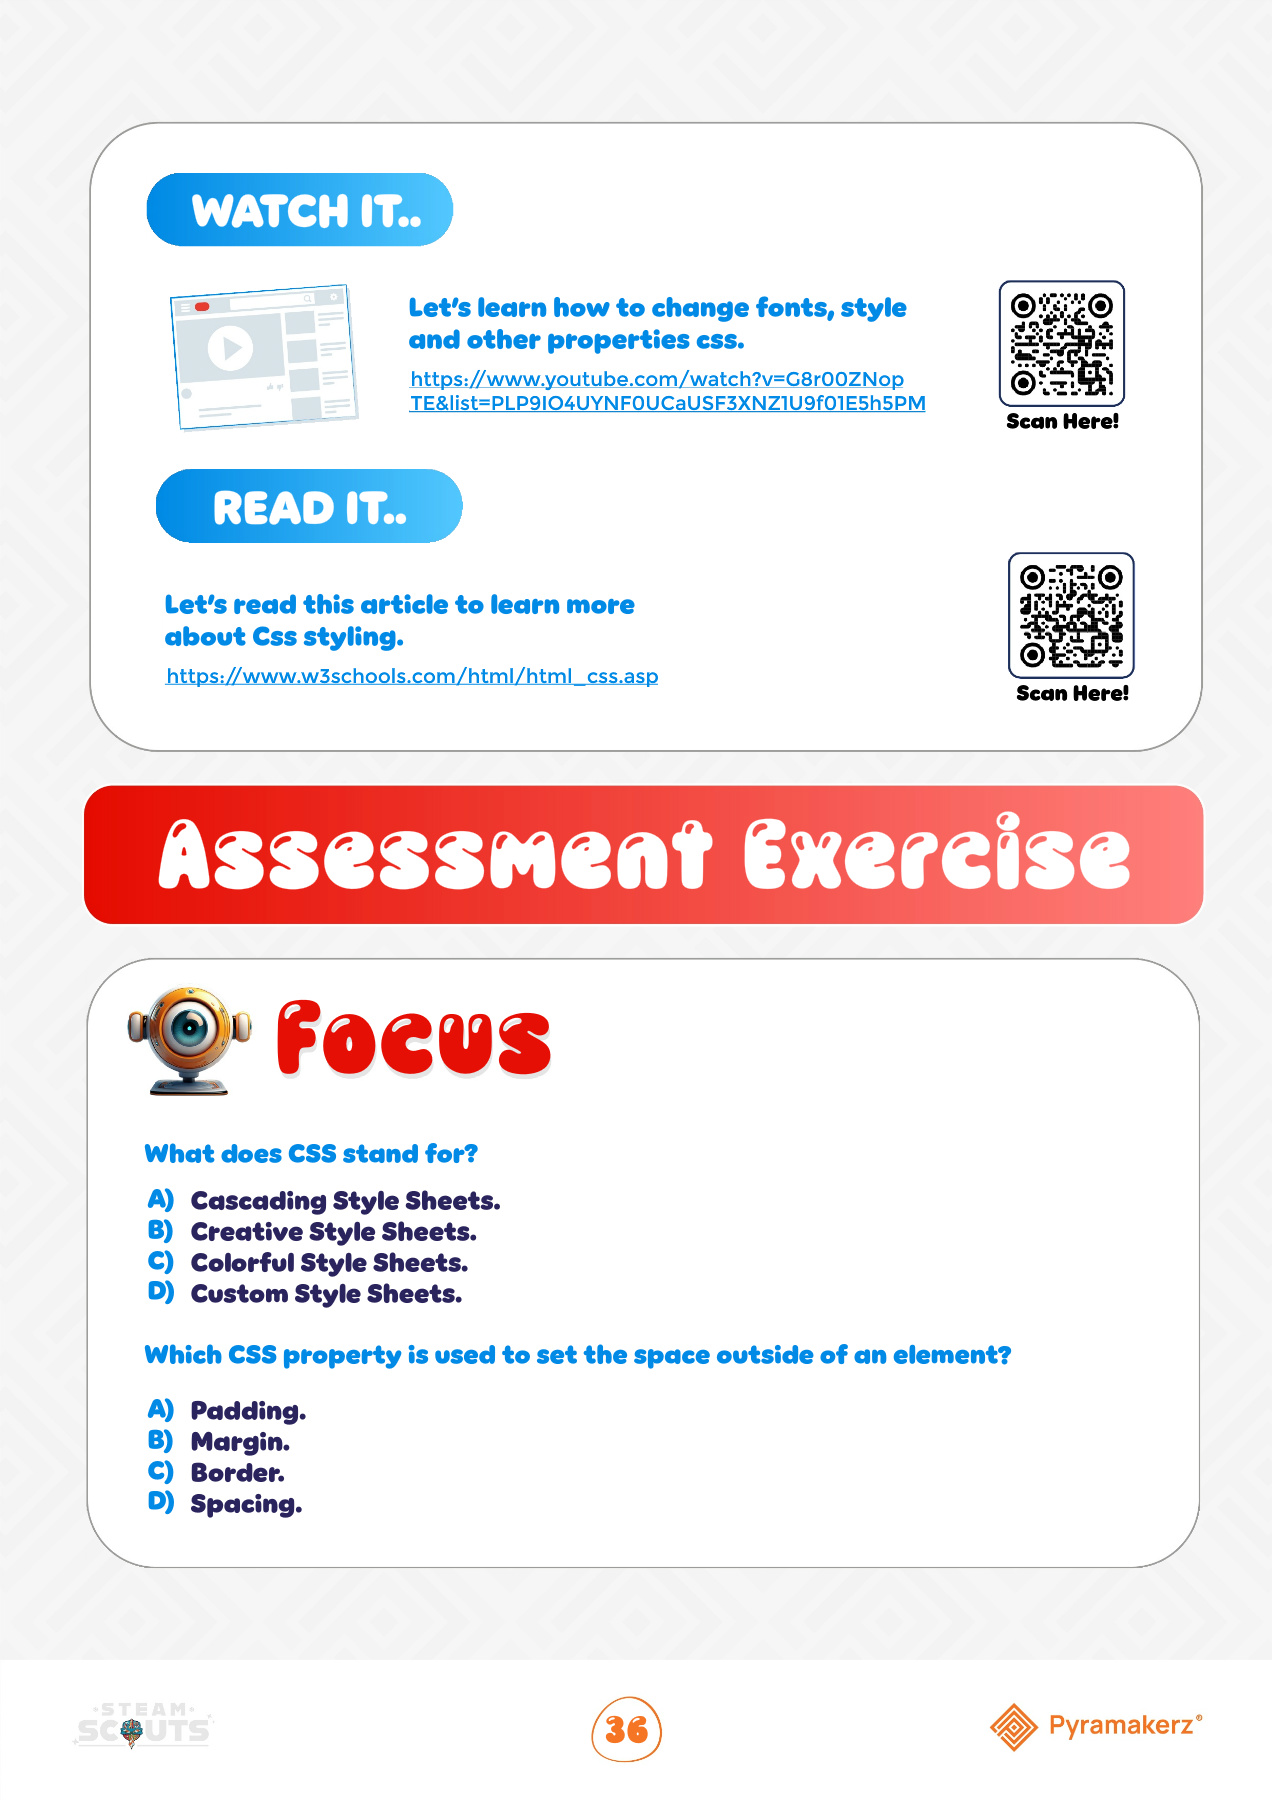 WATCH IT..
Let's learn how to change fonts, style
and other properties css.
https://www.youtube.com/watch?v=G8r00ZNop
TE&list=PLP9IO4UYNF0UCaUSF3XNZ1U9f01E5h5PM
Scan Here!
READ IT..
Let's read this article to learn more
about Css styling.
https://www.w3schools.com/html/html_css.asp
Scan Here!
Assessment Exercise
Focus
What does CSS stand for?
A) Cascading Style Sheets.
B) Creative Style Sheets.
C) Colorful Style Sheets.
D) Custom Style Sheets.
Which CSS property is used to set the space outside of an element?
A) Padding.
B) Margin.
C) Border.
D) Spacing.
STEAM
SCOUTS
36
Pyramakerz®